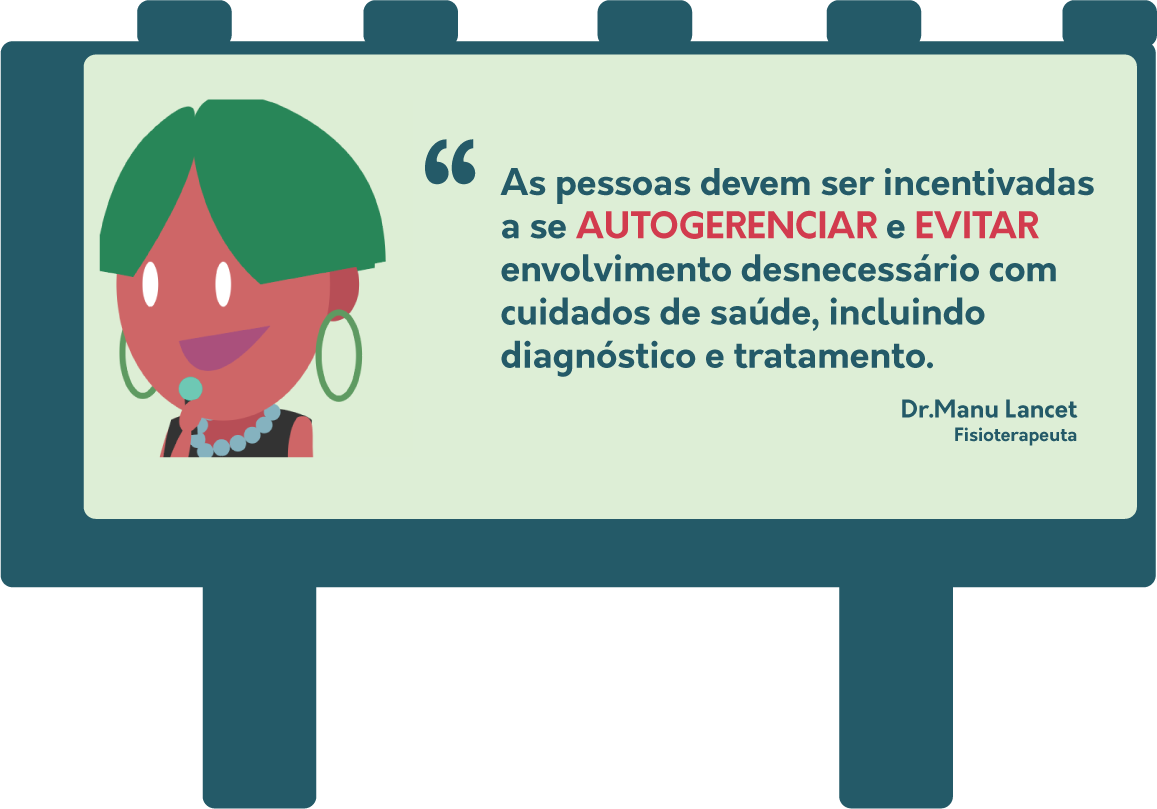 “ As pessoas devem ser incentivadas
a se AUTOGERENCIAR e EVITAR
envolvimento desnecessário com
cuidados de saúde, incluindo
diagnóstico e tratamento.
Dr.Manu Lancet
Fisioterapeuta